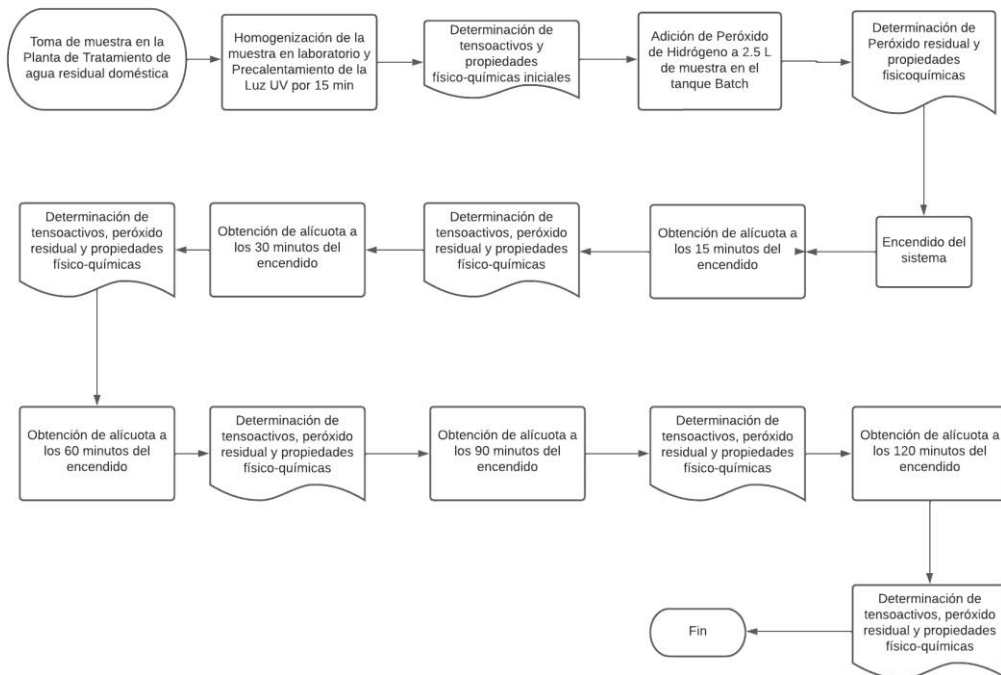 Toma de muestra en la
Planta de Tratamiento de
agua residual doméstica
Homogenización de la
muestra en laboratorio y
Precalentamiento de la
Luz UV por 15 min
Determinación de
tensoactivos y
propiedades
físico-químicas iniciales
Adición de Peróxido
de Hidrógeno a 2.5 L
de muestra en el
tanque Batch
Determinación de
Peróxido residual y
propiedades
fisicoquímicas
Encendido del
sistema
Obtención de alícuota a
los 15 minutos del
encendido
Determinación de
tensoactivos, peróxido
residual y propiedades
físico-químicas
Obtención de alícuota a
los 30 minutos del
encendido
Determinación de
tensoactivos, peróxido
residual y propiedades
físico-químicas
Obtención de alícuota a
los 60 minutos del
encendido
Determinación de
tensoactivos, peróxido
residual y propiedades
físico-químicas
Obtención de alícuota a
los 90 minutos del
encendido
Determinación de
tensoactivos, peróxido
residual y propiedades
físico-químicas
Obtención de alícuota a
los 120 minutos del
encendido
Determinación de
tensoactivos, peróxido
residual y propiedades
físico-químicas
Fin